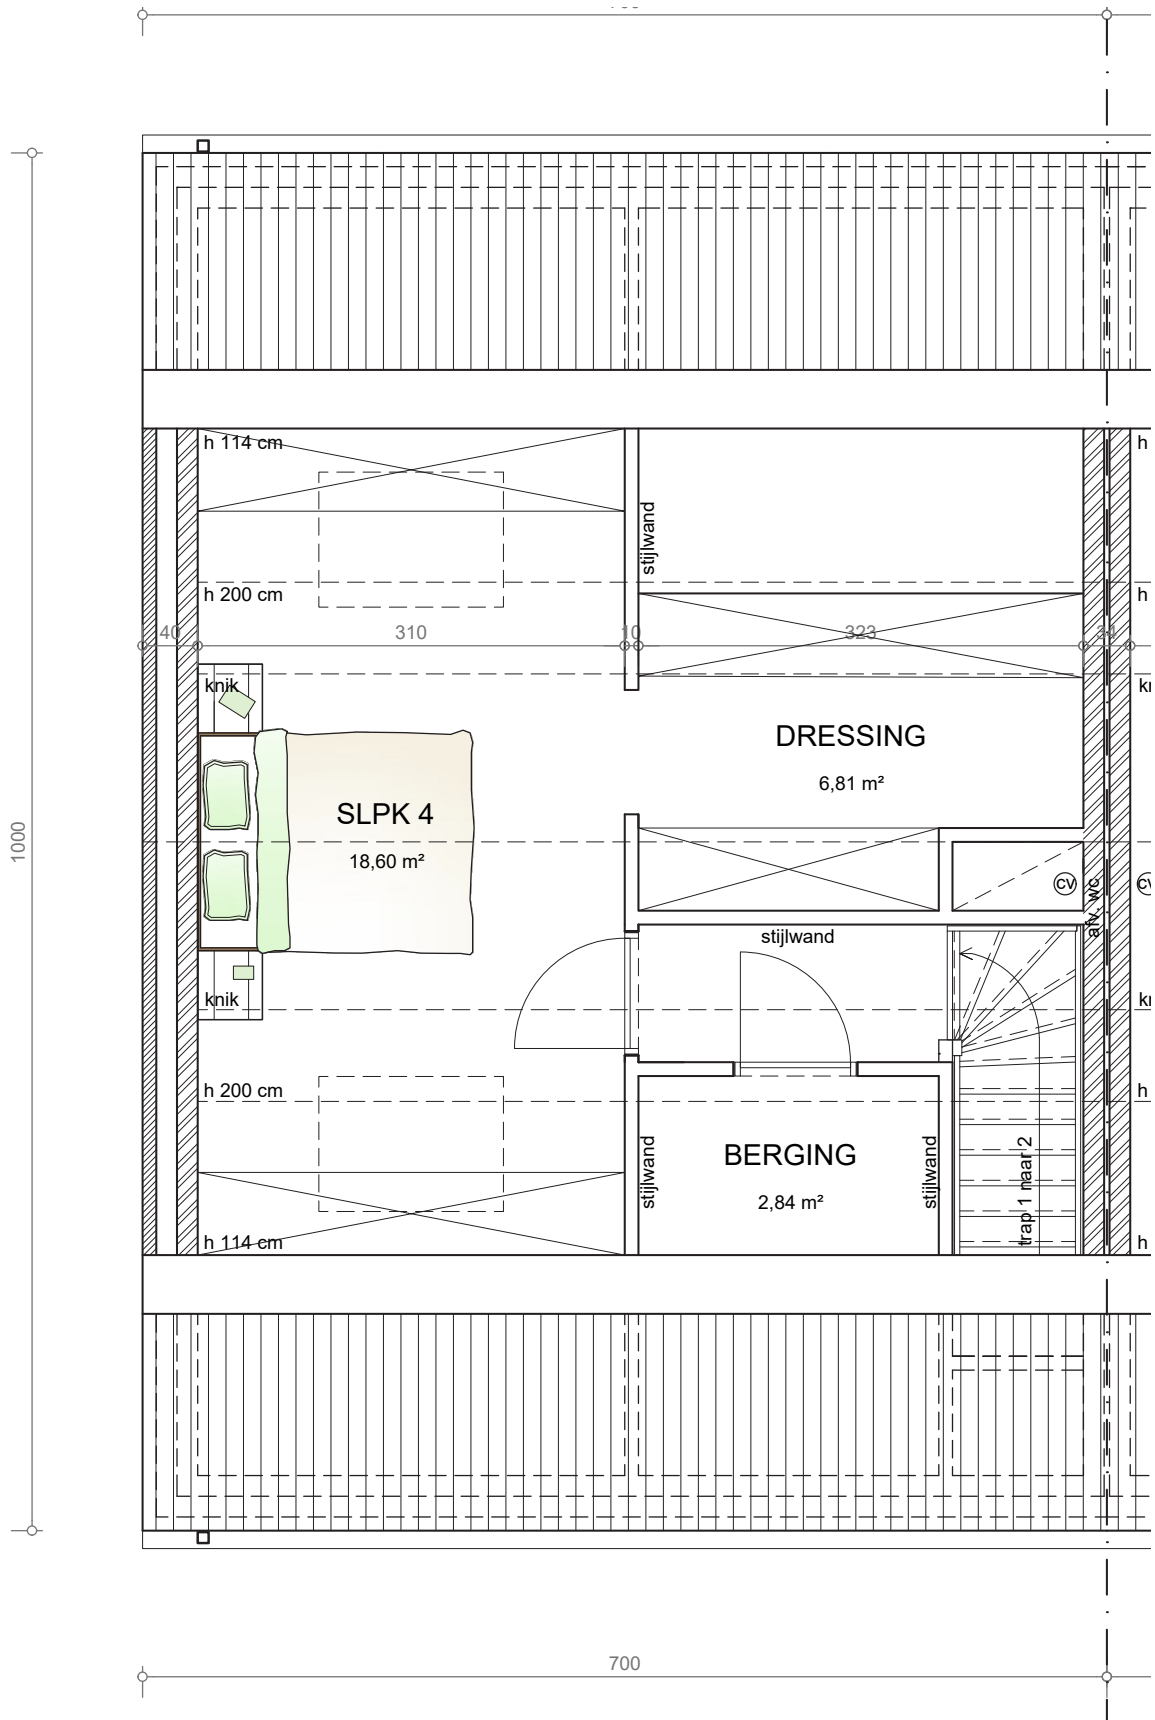 h 114 cm
h
stijlwand
h 200 cm
h
40
310
10
323
34
knik
DRESSING
6,81 m²
SLPK 4
18,60 m²
CV
afv. wc
stijlwand
knik
h 200 cm
h
1000
stijlwand
BERGING
2,84 m²
stijlwand
trap 1 naar 2
h 114 cm
h
700